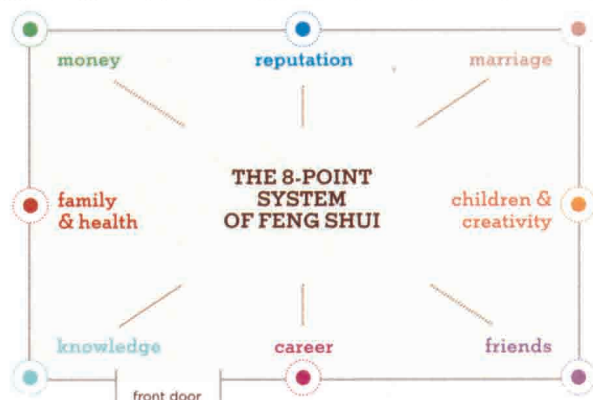 money
reputation
marriage
THE 8-POINT
SYSTEM
OF FENG SHUI
family
& health
children &
creativity
knowledge
career
friends
front door